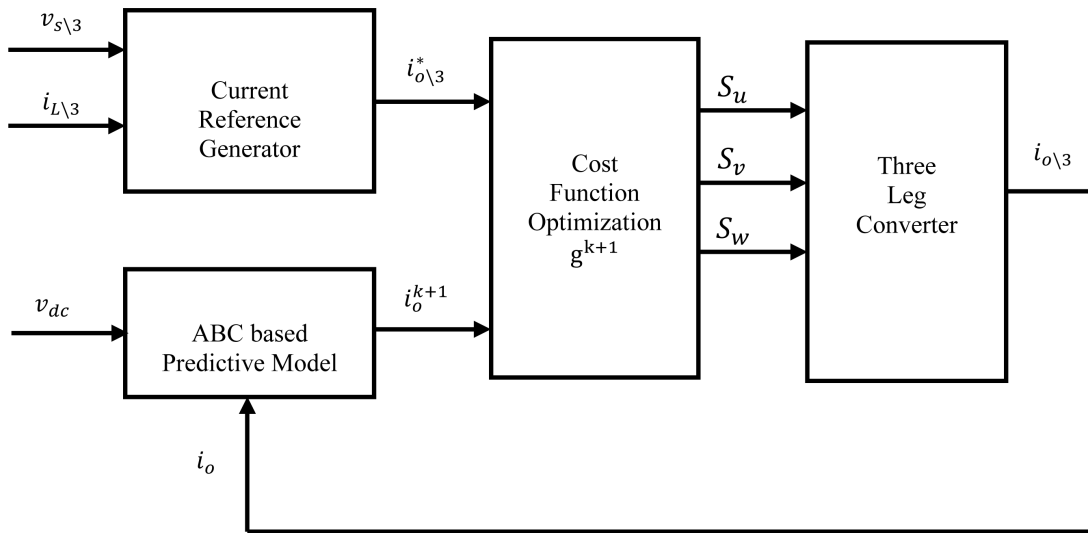 v_{s\3}
i_{L\3}
Current
Reference
Generator
i^*_{o\3}
Cost
Function
Optimization
g^{k+1}
S_u
S_v
S_w
Three
Leg
Converter
i_{o\3}
v_{dc}
ABC based
Predictive Model
i_o^{k+1}
i_o